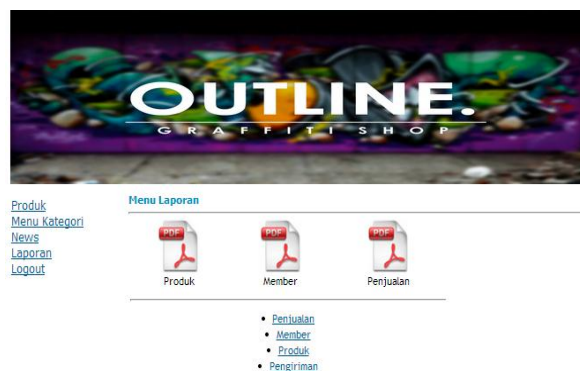 OUTLINE.
GRAFFITI SHOP
Produk
Menu Kategori
News
Laporan
Logout
Menu Laporan
PDF PDF PDF
Produk Member Penjualan
• Penjualan
• Member
• Produk
• Pengiriman